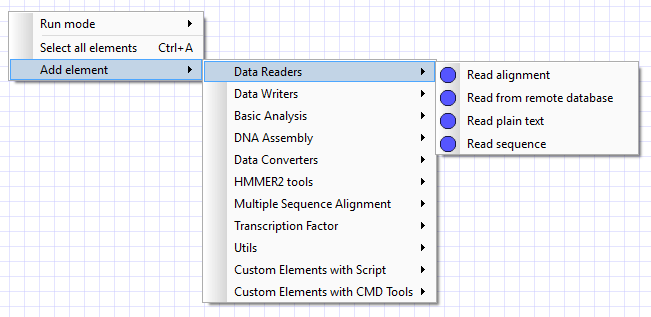 Run mode
Select all elements Ctrl+A
Add element
Data Readers
Data Writers
Basic Analysis
DNA Assembly
Data Converters
HMMER2 tools
Multiple Sequence Alignment
Transcription Factor
Utils
Custom Elements with Script
Custom Elements with CMD Tools
Read alignment
Read from remote database
Read plain text
Read sequence